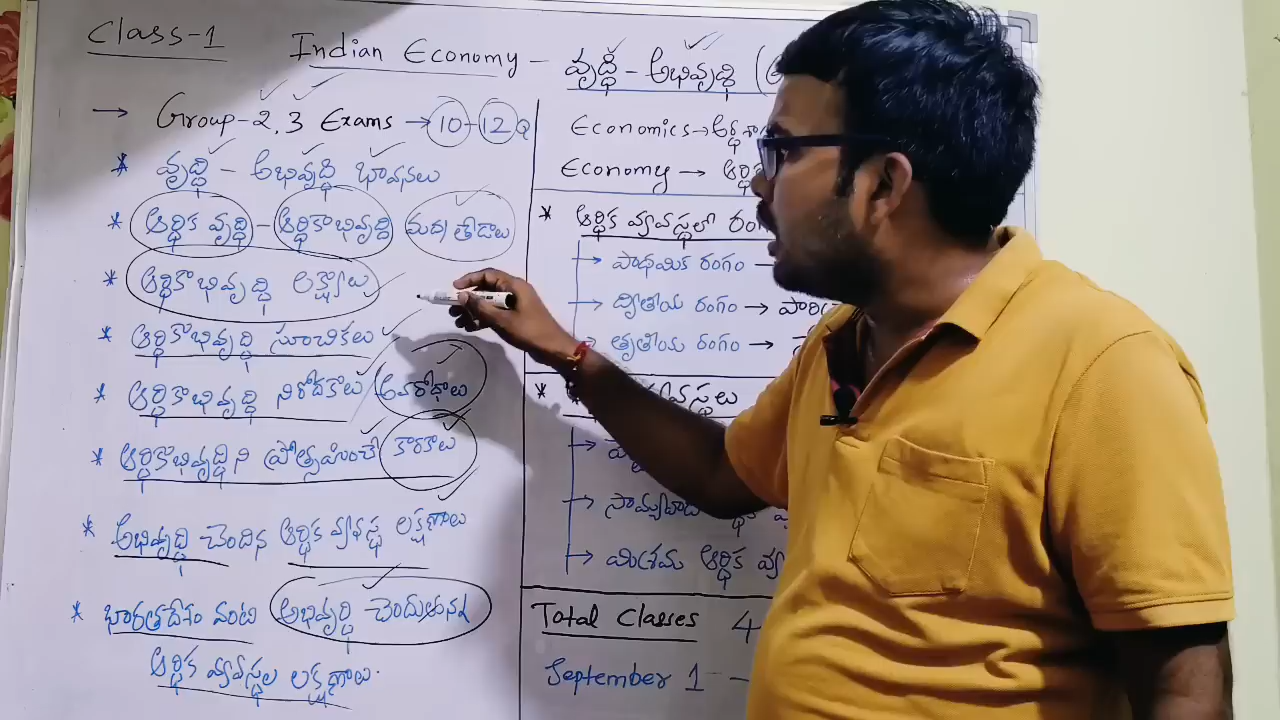 Class-1
Indian Economy - వృద్ధి - అభివృద్ధి (
→ Group-2,3 Exams → 10-12Q
* వృద్ధి - అభివృద్ధి భావనలు
* ఆర్థిక వృద్ధి - ఆర్థికాభివృద్ధి మధ్య తేడాలు
* ఆర్థికాభివృద్ధి లక్ష్యాలు
* ఆర్థికాభివృద్ధి సూచికలు
* ఆర్థికాభివృద్ధి నిరోధకాలు అవరోధాలు
* ఆర్థికాభివృద్ధిని ప్రోత్సహించే కారకాలు
* అభివృద్ధి చెందిన ఆర్థిక వ్యవస్థ లక్షణాలు
* భారతదేశం వంటి అభివృద్ధి చెందుతున్న
ఆర్థిక వ్యవస్థల లక్షణాలు.
Economics →
Economy →
* ఆర్థిక వ్యవస్థలో
→ ప్రాథమిక రంగం -
→ ద్వితీయ రంగం →
→ తృతీయ రంగం →
*
→
→ సామ్యవాద
→ మిశ్రమ ఆర్థిక
Total Classes 4
September 1 -